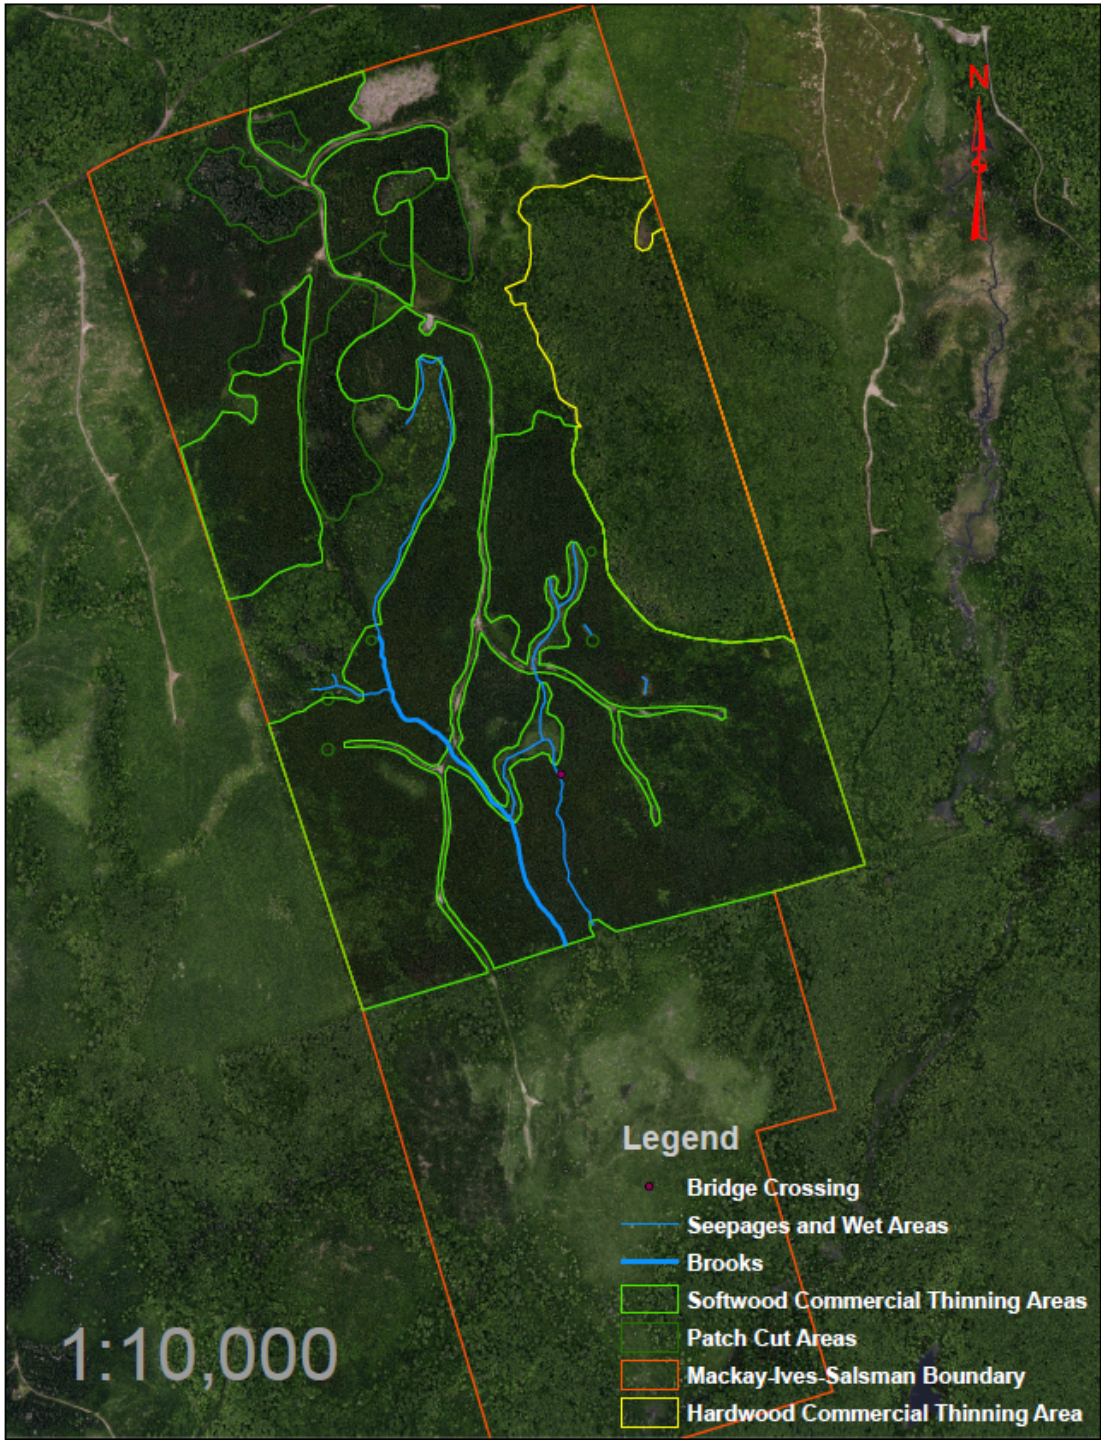 N
Legend
Bridge Crossing
Seepages and Wet Areas
Brooks
Softwood Commercial Thinning Areas
Patch Cut Areas
Mackay-Ives-Salsman Boundary
Hardwood Commercial Thinning Area
1:10,000